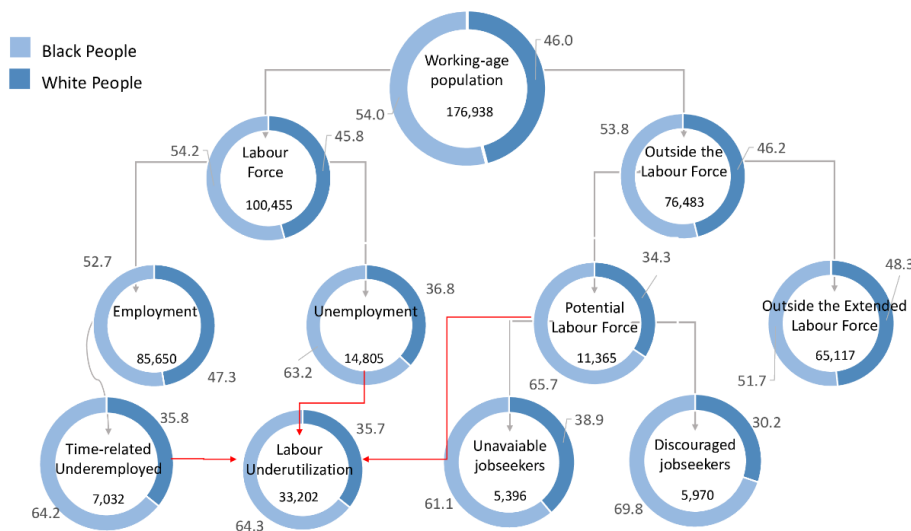 Black People
White People
Working-age
population
176,938
46.0
54.0
Labour
Force
100,455
54.2
45.8
Outside the
Labour Force
76,483
53.8
46.2
Employment
85,650
52.7
47.3
Unemployment
14,805
36.8
63.2
Potential
Labour Force
11,365
34.3
65.7
Outside the Extended
Labour Force
65,117
48.3
51.7
Time-related
Underemployed
7,032
35.8
64.2
Labour
Underutilization
33,202
35.7
64.3
Unavaiable
jobseekers
5,396
38.9
61.1
Discouraged
jobseekers
5,970
30.2
69.8